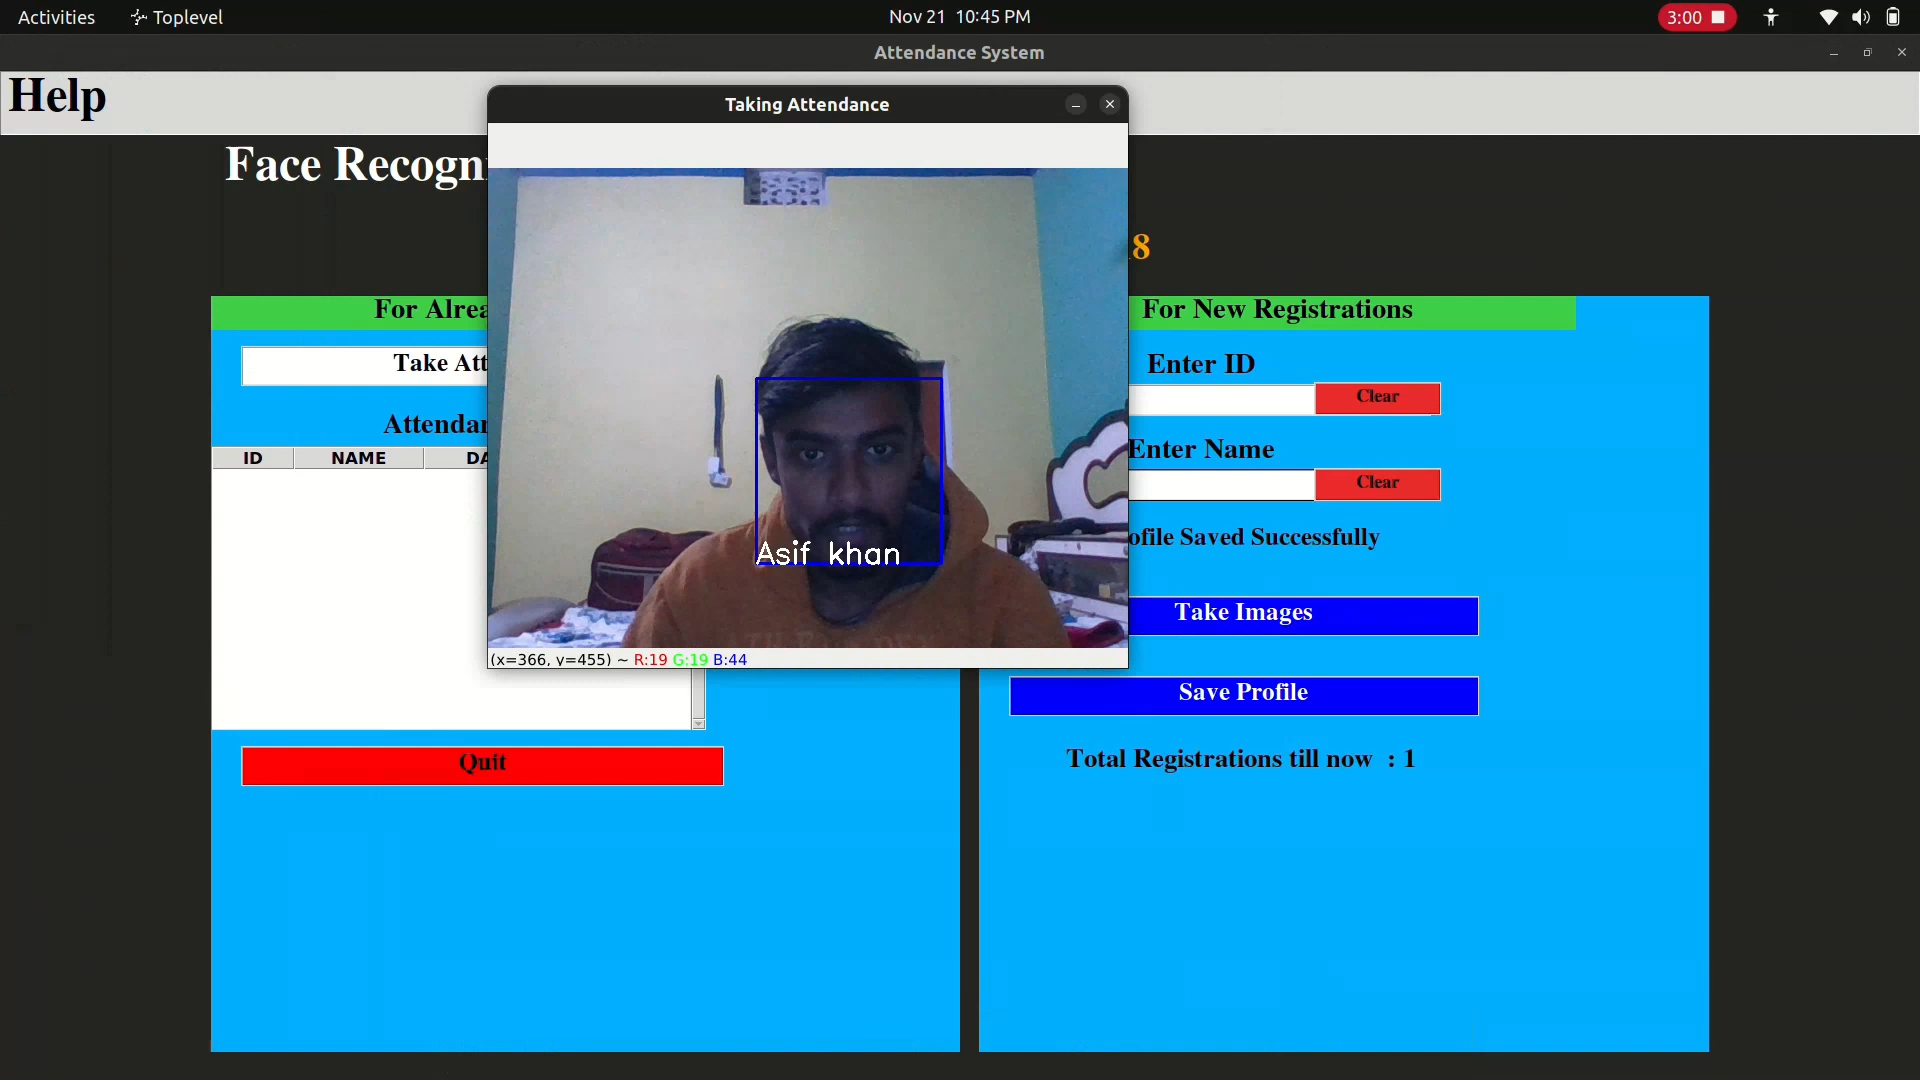 Activities Toplevel Nov 21 10:45 PM 3:00
Attendance System
Help
Taking Attendance
Face Recogn
8
For Alrea
For New Registrations
Take Att
Enter ID
Clear
Attendan
Enter Name
ID NAME DA
Clear
ofile Saved Successfully
Asif khan
Take Images
(x=366, y=455) ~ R:19 G:19 B:44
Save Profile
Quit
Total Registrations till now : 1